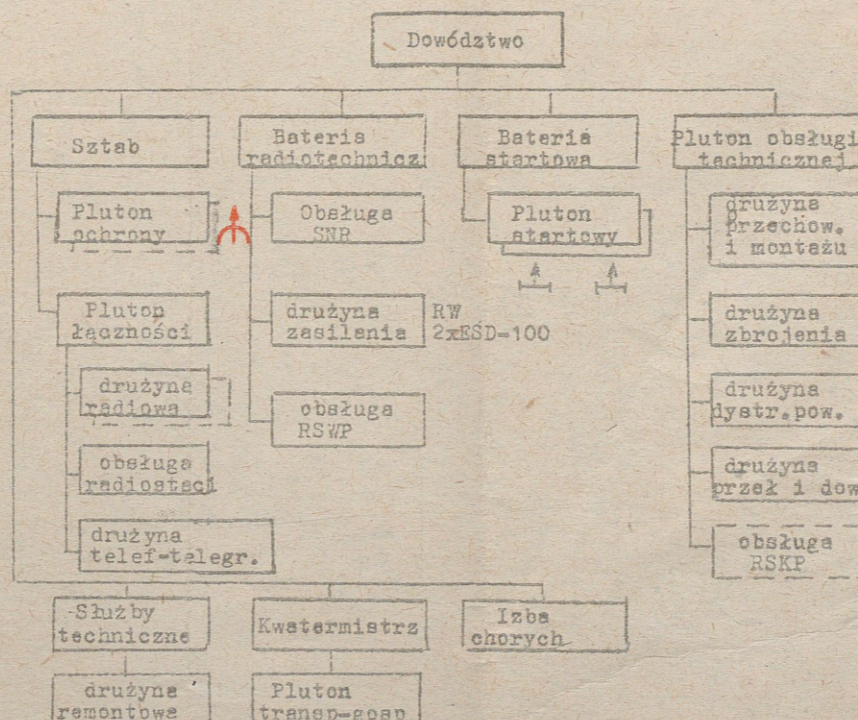 Dowództwo
Sztab
Bateria
radiotechnicz
Bateria
startowa
Pluton obsługi
technicznej
Pluton
ochrony
Obsługa
SNR
Pluton
startowy
drużyna
przechow.
i montażu
Pluton
łączności
drużyna
zasilenia
RW
2xESD-100
drużyna
zbrojenia
drużyna
radiowa
obsługa
RSWP
drużyna
dystr.pow.
obsługa
radiostacj
drużyna
przeł i dow
drużyna
telef-telegr.
obsługa
RSKP
Służby
techniczne
Kwatermistrz
Izba
chorych
drużyna
remontowa
Pluton
transp-gosp